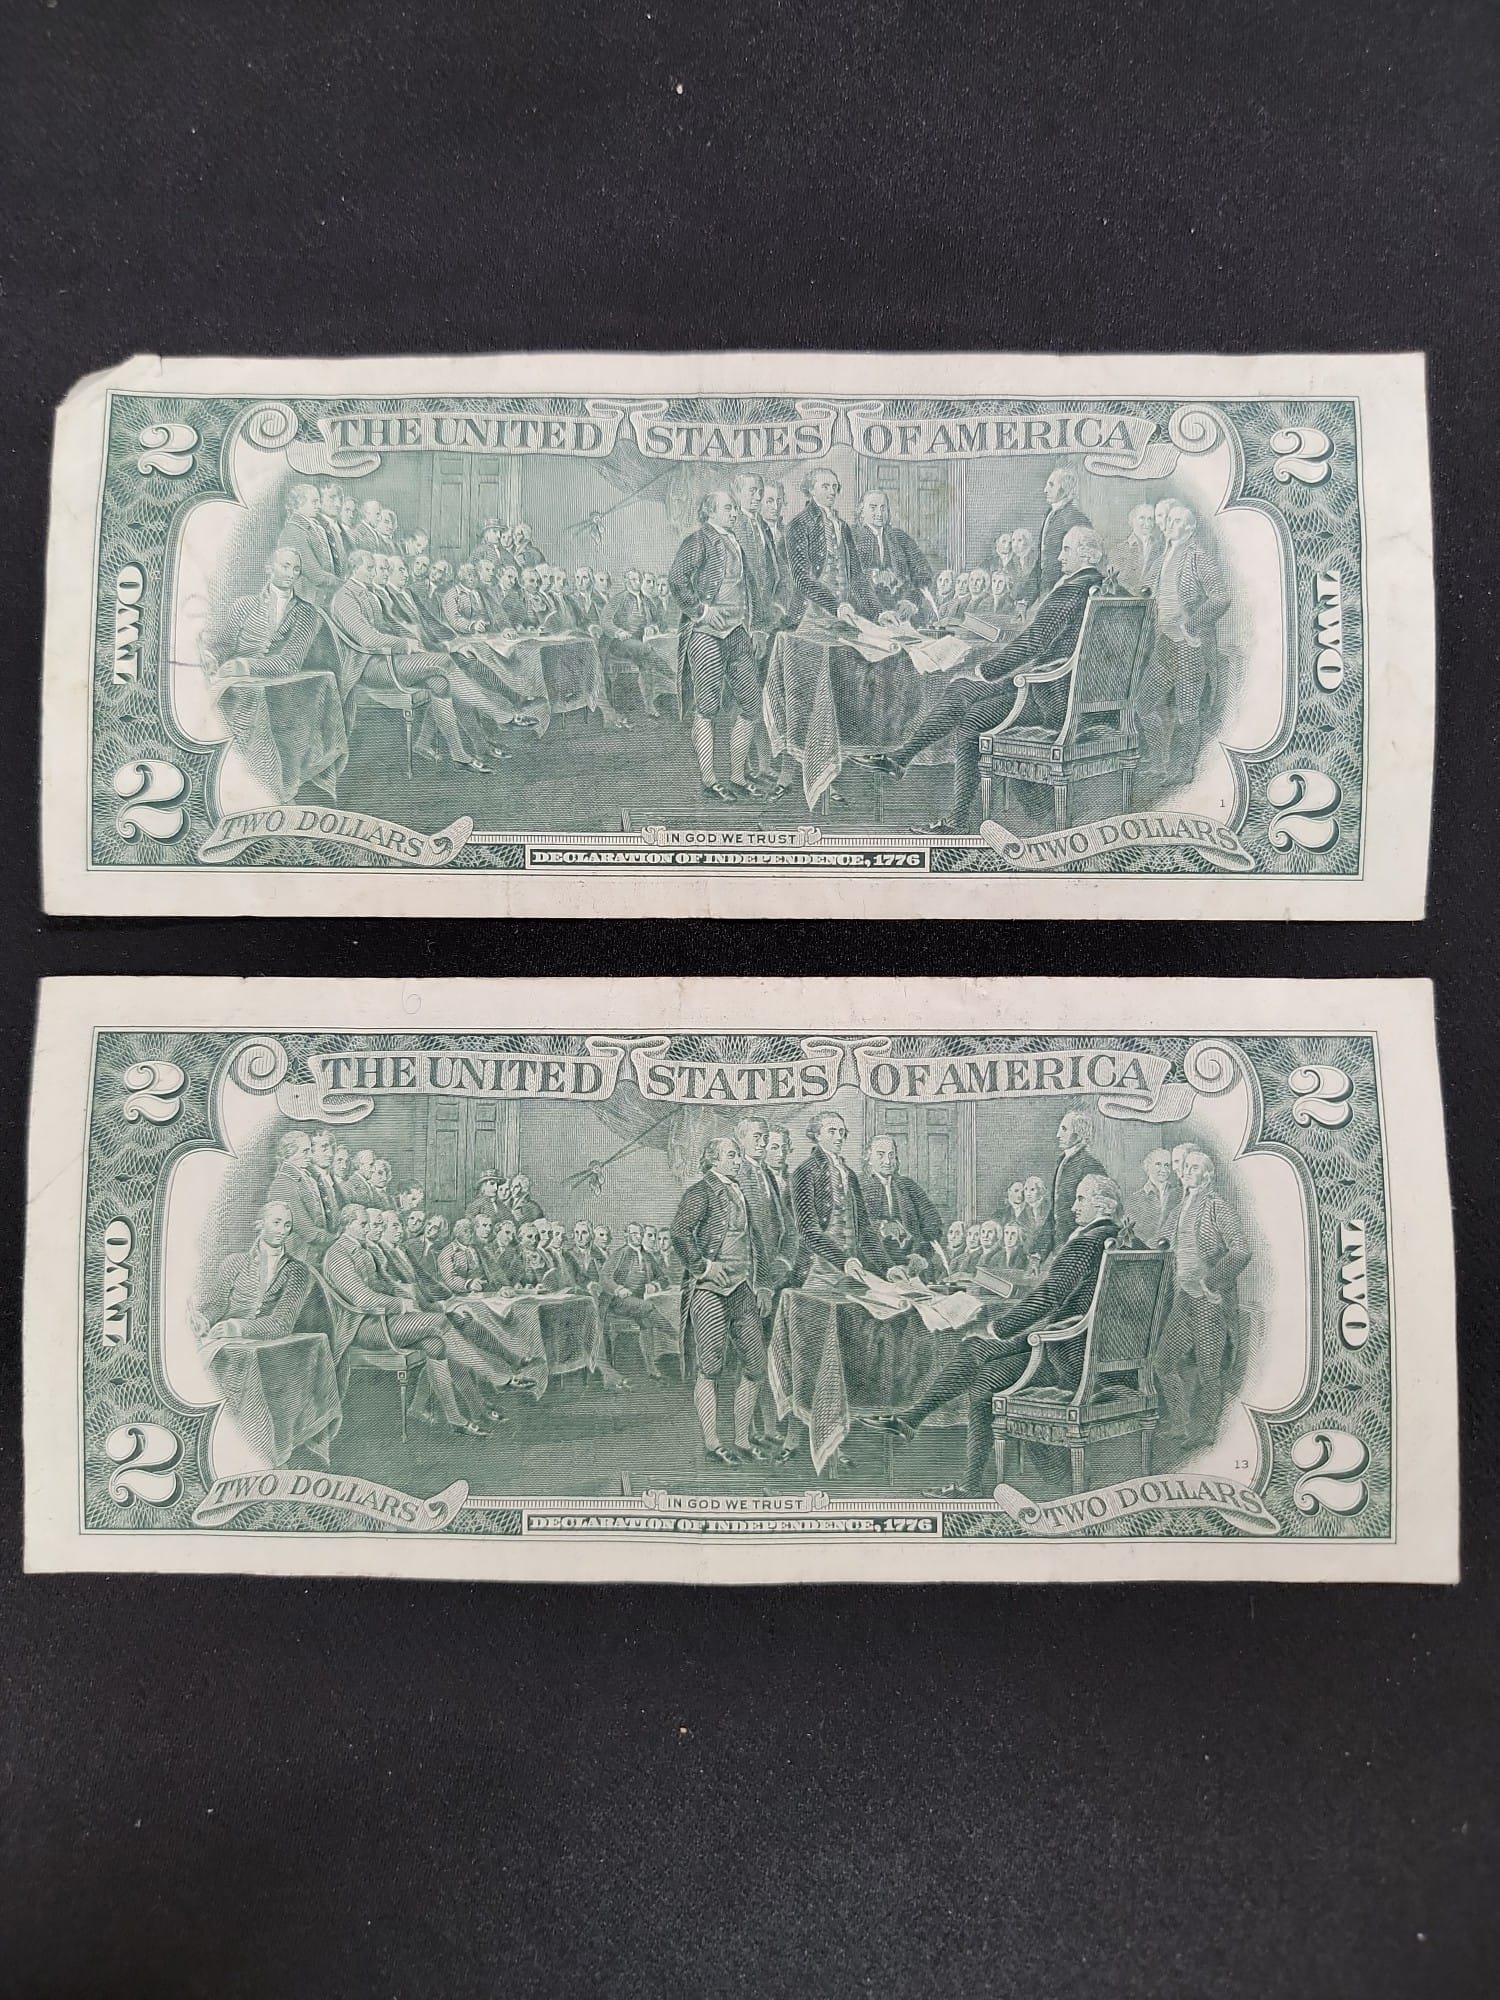 2 THE UNITED STATES OF AMERICA 2
TWO TWO
1
2 TWO DOLLARS IN GOD WE TRUST TWO DOLLARS 2
DECLARATION OF INDEPENDENCE, 1776
6
2 THE UNITED STATES OF AMERICA 2
TWO TWO
13
2 TWO DOLLARS IN GOD WE TRUST TWO DOLLARS 2
DECLARATION OF INDEPENDENCE, 1776